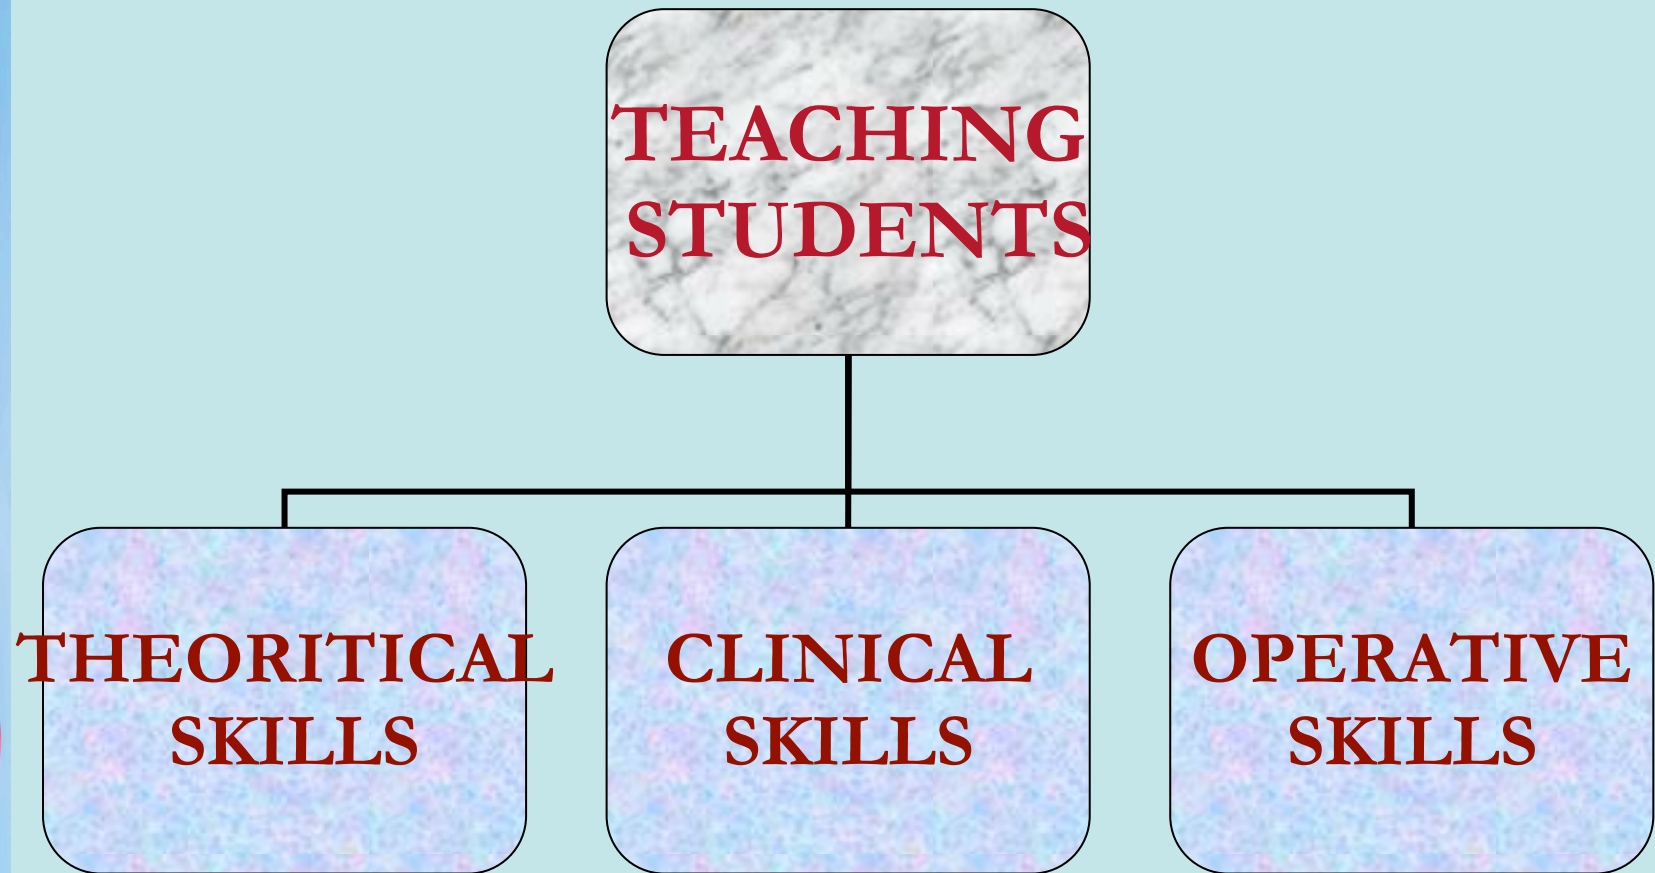 TEACHING
STUDENTS
THEORITICAL
SKILLS
CLINICAL
SKILLS
OPERATIVE
SKILLS